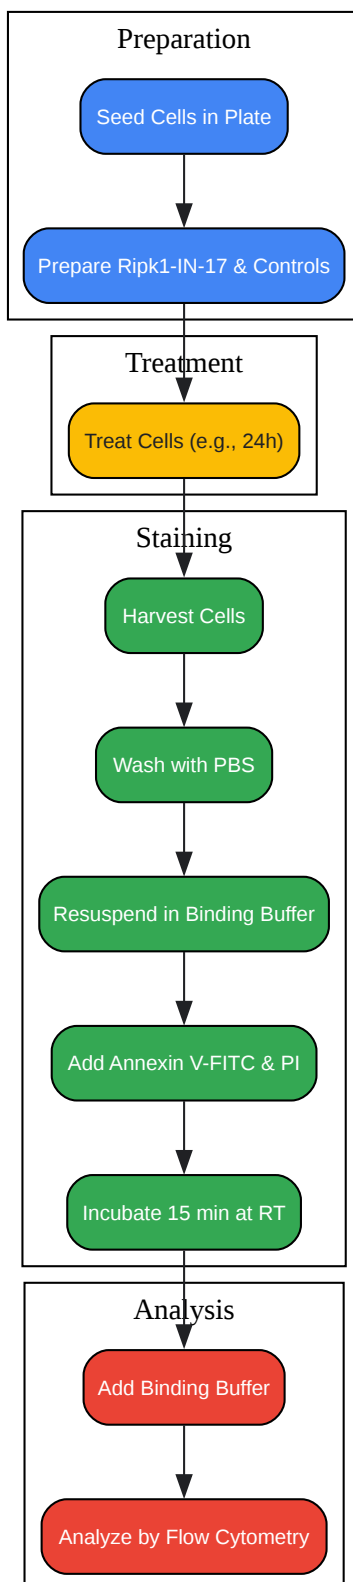 Preparation
Seed Cells in Plate
Prepare Ripk1-IN-17 & Controls
Treatment
Treat Cells (e.g., 24h)
Staining
Harvest Cells
Wash with PBS
Resuspend in Binding Buffer
Add Annexin V-FITC & PI
Incubate 15 min at RT
Analysis
Add Binding Buffer
Analyze by Flow Cytometry